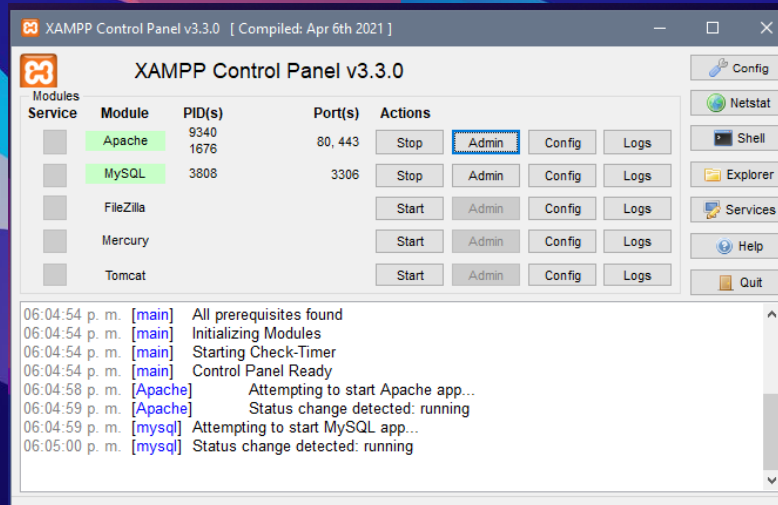 XAMPP Control Panel v3.3.0 [ Compiled: Apr 6th 2021 ]
XAMPP Control Panel v3.3.0
Config
Modules
Service Module PID(s) Port(s) Actions
Netstat
Apache 9340 1676 80, 443 Stop Admin Config Logs
Shell
MySQL 3808 3306 Stop Admin Config Logs
Explorer
FileZilla Start Admin Config Logs
Services
Mercury Start Admin Config Logs
Help
Tomcat Start Admin Config Logs
Quit
06:04:54 p. m. [main] All prerequisites found
06:04:54 p. m. [main] Initializing Modules
06:04:54 p. m. [main] Starting Check-Timer
06:04:54 p. m. [main] Control Panel Ready
06:04:58 p. m. [Apache] Attempting to start Apache app...
06:04:59 p. m. [Apache] Status change detected: running
06:04:59 p. m. [mysql] Attempting to start MySQL app...
06:05:00 p. m. [mysql] Status change detected: running